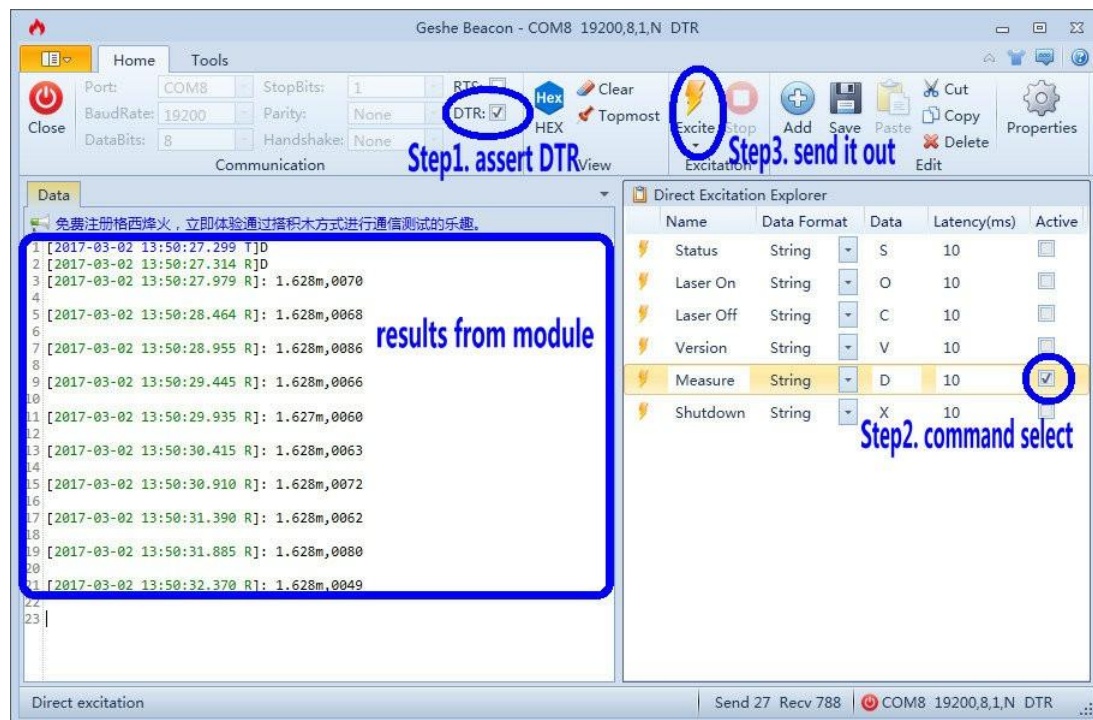 Geshe Beacon - COM8 19200,8,1,N DTR
Home Tools
Port: COM8 StopBits: 1 RTS:
BaudRate: 19200 Parity: None DTR:
DataBits: 8 Handshake: None
Close
Hex
HEX
Clear
Topmost
Excite Stop
Add Save Paste
Cut
Copy
Delete
Properties
Communication View Excitation Edit
Step1. assert DTR
Step3. send it out
Data
免费注册格西烽火，立即体验通过搭积木方式进行通信测试的乐趣。
1 [2017-03-02 13:50:27.299 T]D
2 [2017-03-02 13:50:27.314 R]D
3 [2017-03-02 13:50:27.979 R]: 1.628m,0070
4
5 [2017-03-02 13:50:28.464 R]: 1.628m,0068
6
7 [2017-03-02 13:50:28.955 R]: 1.628m,0086
8
9 [2017-03-02 13:50:29.445 R]: 1.628m,0066
10
11 [2017-03-02 13:50:29.935 R]: 1.627m,0060
12
13 [2017-03-02 13:50:30.415 R]: 1.628m,0063
14
15 [2017-03-02 13:50:30.910 R]: 1.628m,0072
16
17 [2017-03-02 13:50:31.390 R]: 1.628m,0062
18
19 [2017-03-02 13:50:31.885 R]: 1.628m,0080
20
21 [2017-03-02 13:50:32.370 R]: 1.628m,0049
22
23
results from module
Direct Excitation Explorer
Name Data Format Data Latency(ms) Active
Status String S 10
Laser On String O 10
Laser Off String C 10
Version String V 10
Measure String D 10
Shutdown String X 10
Step2. command select
Direct excitation
Send 27 Recv 788 COM8 19200,8,1,N DTR